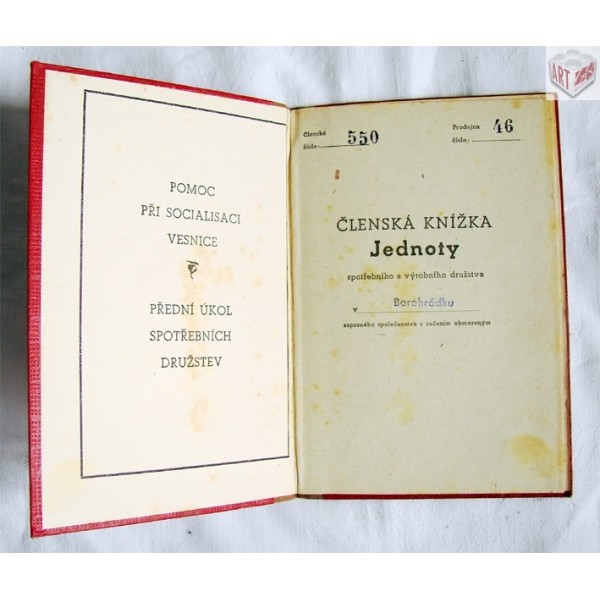 POMOC
PŘI SOCIALISACI
VESNICE
PŘEDNÍ ÚKOL
SPOTŘEBNÍCH
DRUŽSTEV
Členské číslo: 550
Prodejna číslo: 46
ČLENSKÁ KNÍŽKA
Jednoty
spotřebního a výrobního družstva
v Borohrádku
zapsaného společenstva s ručením obmezeným
ART